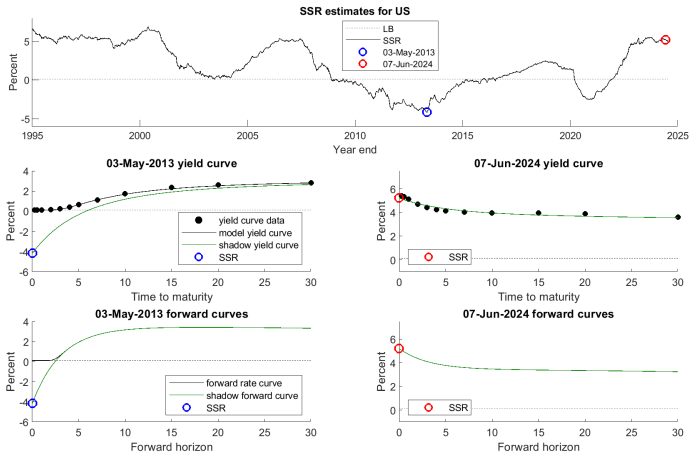 SSR estimates for US
LB
SSR
03-May-2013
07-Jun-2024
Percent
5
0
-5
1995 2000 2005 2010 2015 2020 2025
Year end
03-May-2013 yield curve
Percent
4
2
0
-2
-4
-6
yield curve data
model yield curve
shadow yield curve
SSR
0 5 10 15 20 25 30
Time to maturity
07-Jun-2024 yield curve
Percent
6
4
2
0
SSR
0 5 10 15 20 25 30
Time to maturity
03-May-2013 forward curves
Percent
4
2
0
-2
-4
-6
forward rate curve
shadow forward curve
SSR
0 5 10 15 20 25 30
Forward horizon
07-Jun-2024 forward curves
Percent
6
4
2
0
SSR
0 5 10 15 20 25 30
Forward horizon